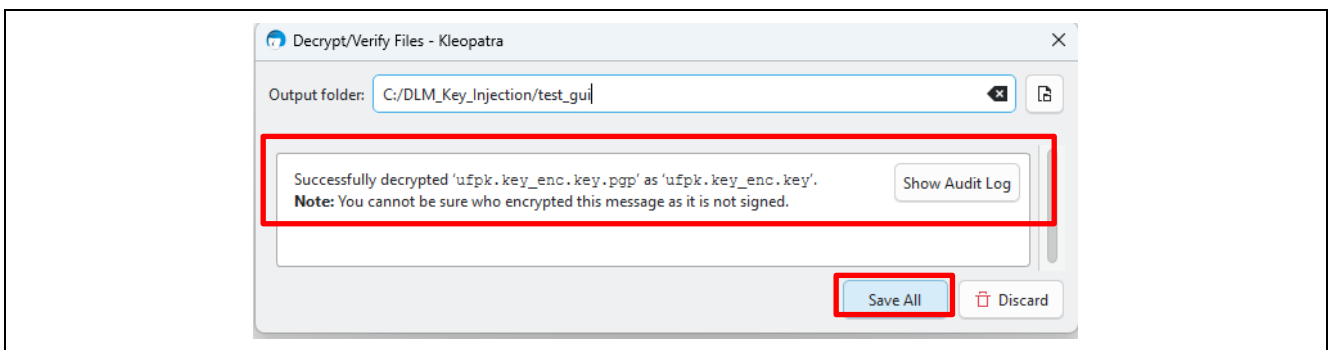 Decrypt/Verify Files - Kleopatra
Output folder: C:/DLM_Key_Injection/test_gui
Successfully decrypted ‘ufpk.key_enc.key.pgp’ as ‘ufpk.key_enc.key’.
Show Audit Log
Note: You cannot be sure who encrypted this message as it is not signed.
Save All
Discard